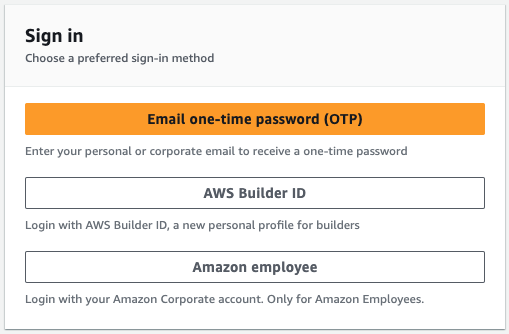 Sign in
Choose a preferred sign-in method
Email one-time password (OTP)
Enter your personal or corporate email to receive a one-time password
AWS Builder ID
Login with AWS Builder ID, a new personal profile for builders
Amazon employee
Login with your Amazon Corporate account. Only for Amazon Employees.